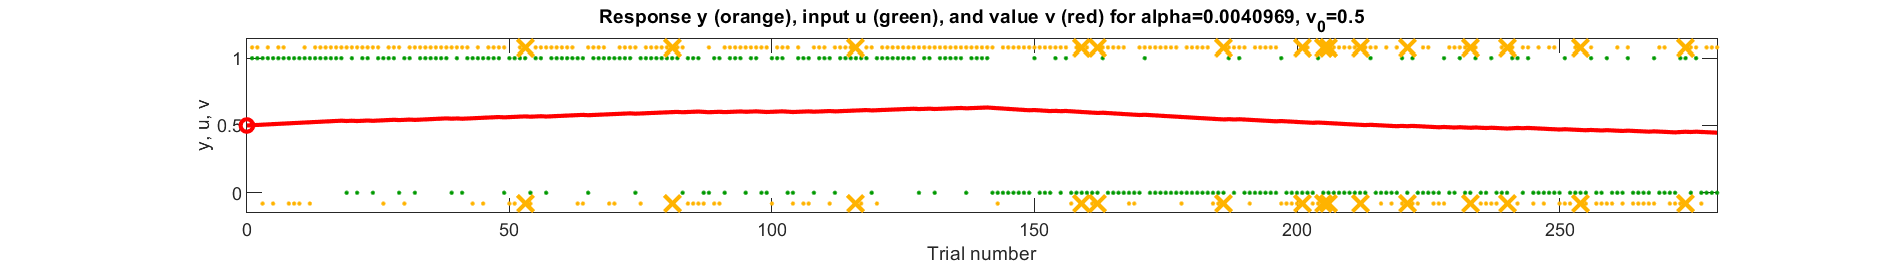 Response y (orange), input u (green), and value v (red) for alpha=0.0040969, v0=0.5
1
0.5
0
y, u, v
0 50 100 150 200 250
Trial number